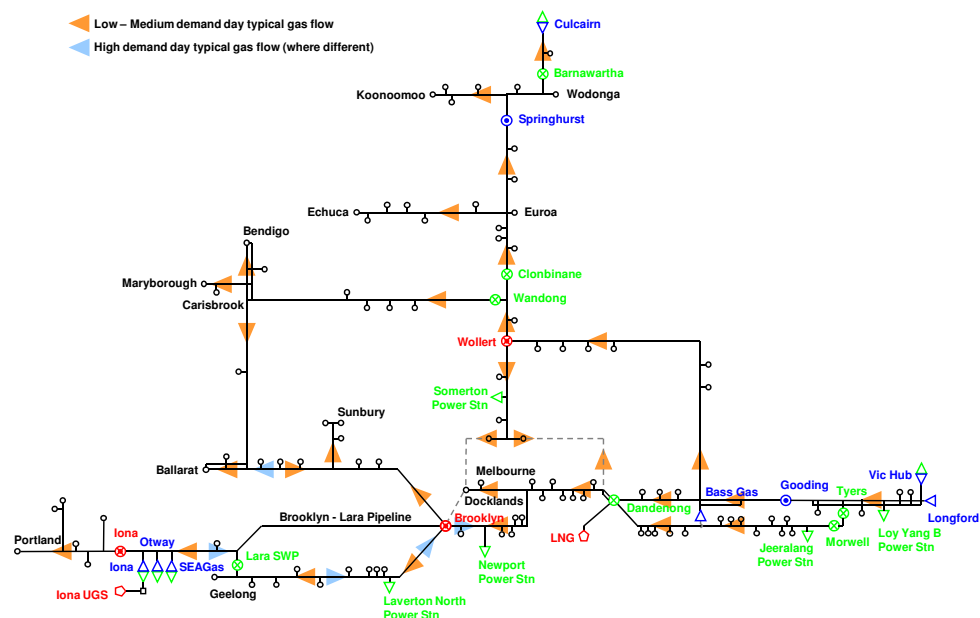 Low – Medium demand day typical gas flow
High demand day typical gas flow (where different)
Culcairn
Barnawartha
Koonoomoo
Wodonga
Springhurst
Echuca
Euroa
Bendigo
Clonbinane
Maryborough
Wandong
Carisbrook
Wollert
Somerton
Power Stn
Sunbury
Ballarat
Melbourne
Docklands
Vic Hub
Gooding
Tyers
Bass Gas
Dandenong
Longford
Brooklyn - Lara Pipeline
Brooklyn
LNG
Morwell
Loy Yang B
Power Stn
Jeeralang
Power Stn
Portland
Iona
Otway
Iona
SEAGas
Lara SWP
Newport
Power Stn
Iona UGS
Geelong
Laverton North
Power Stn